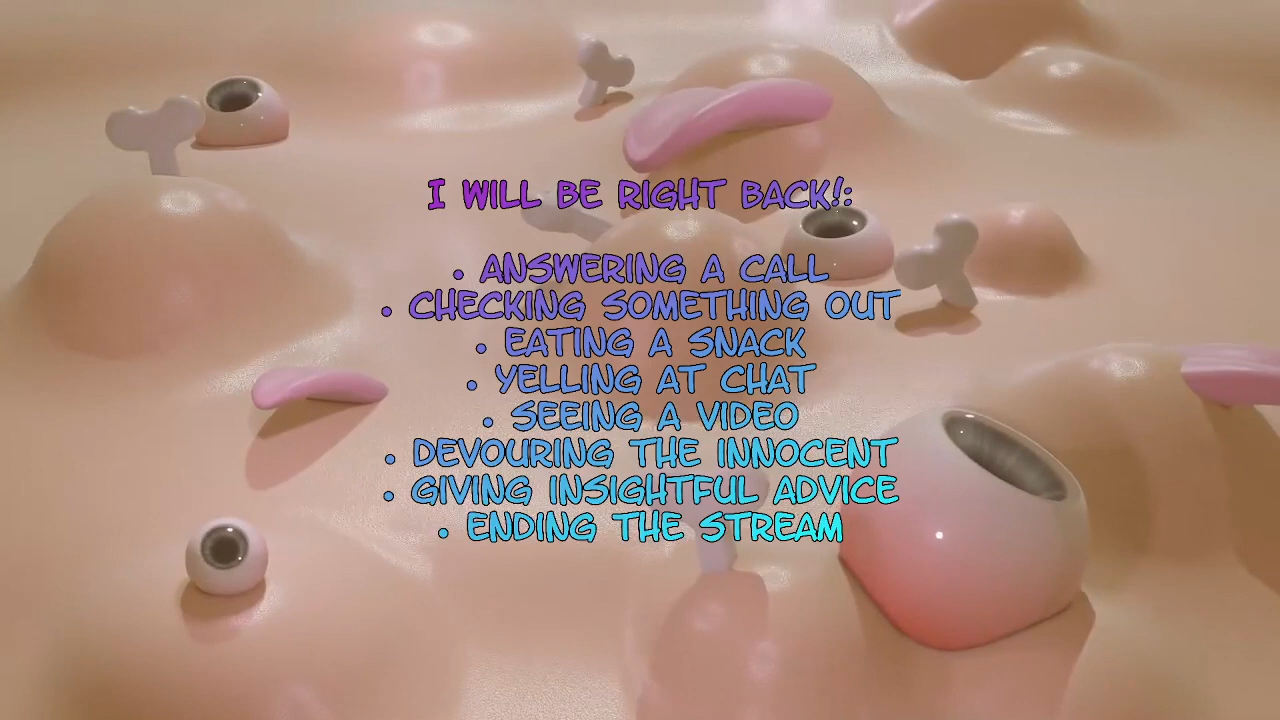 I WILL BE RIGHT BACK!:
• ANSWERING A CALL
• CHECKING SOMETHING OUT
• EATING A SNACK
• YELLING AT CHAT
• SEEING A VIDEO
• DEVOURING THE INNOCENT
• GIVING INSIGHTFUL ADVICE
• ENDING THE STREAM